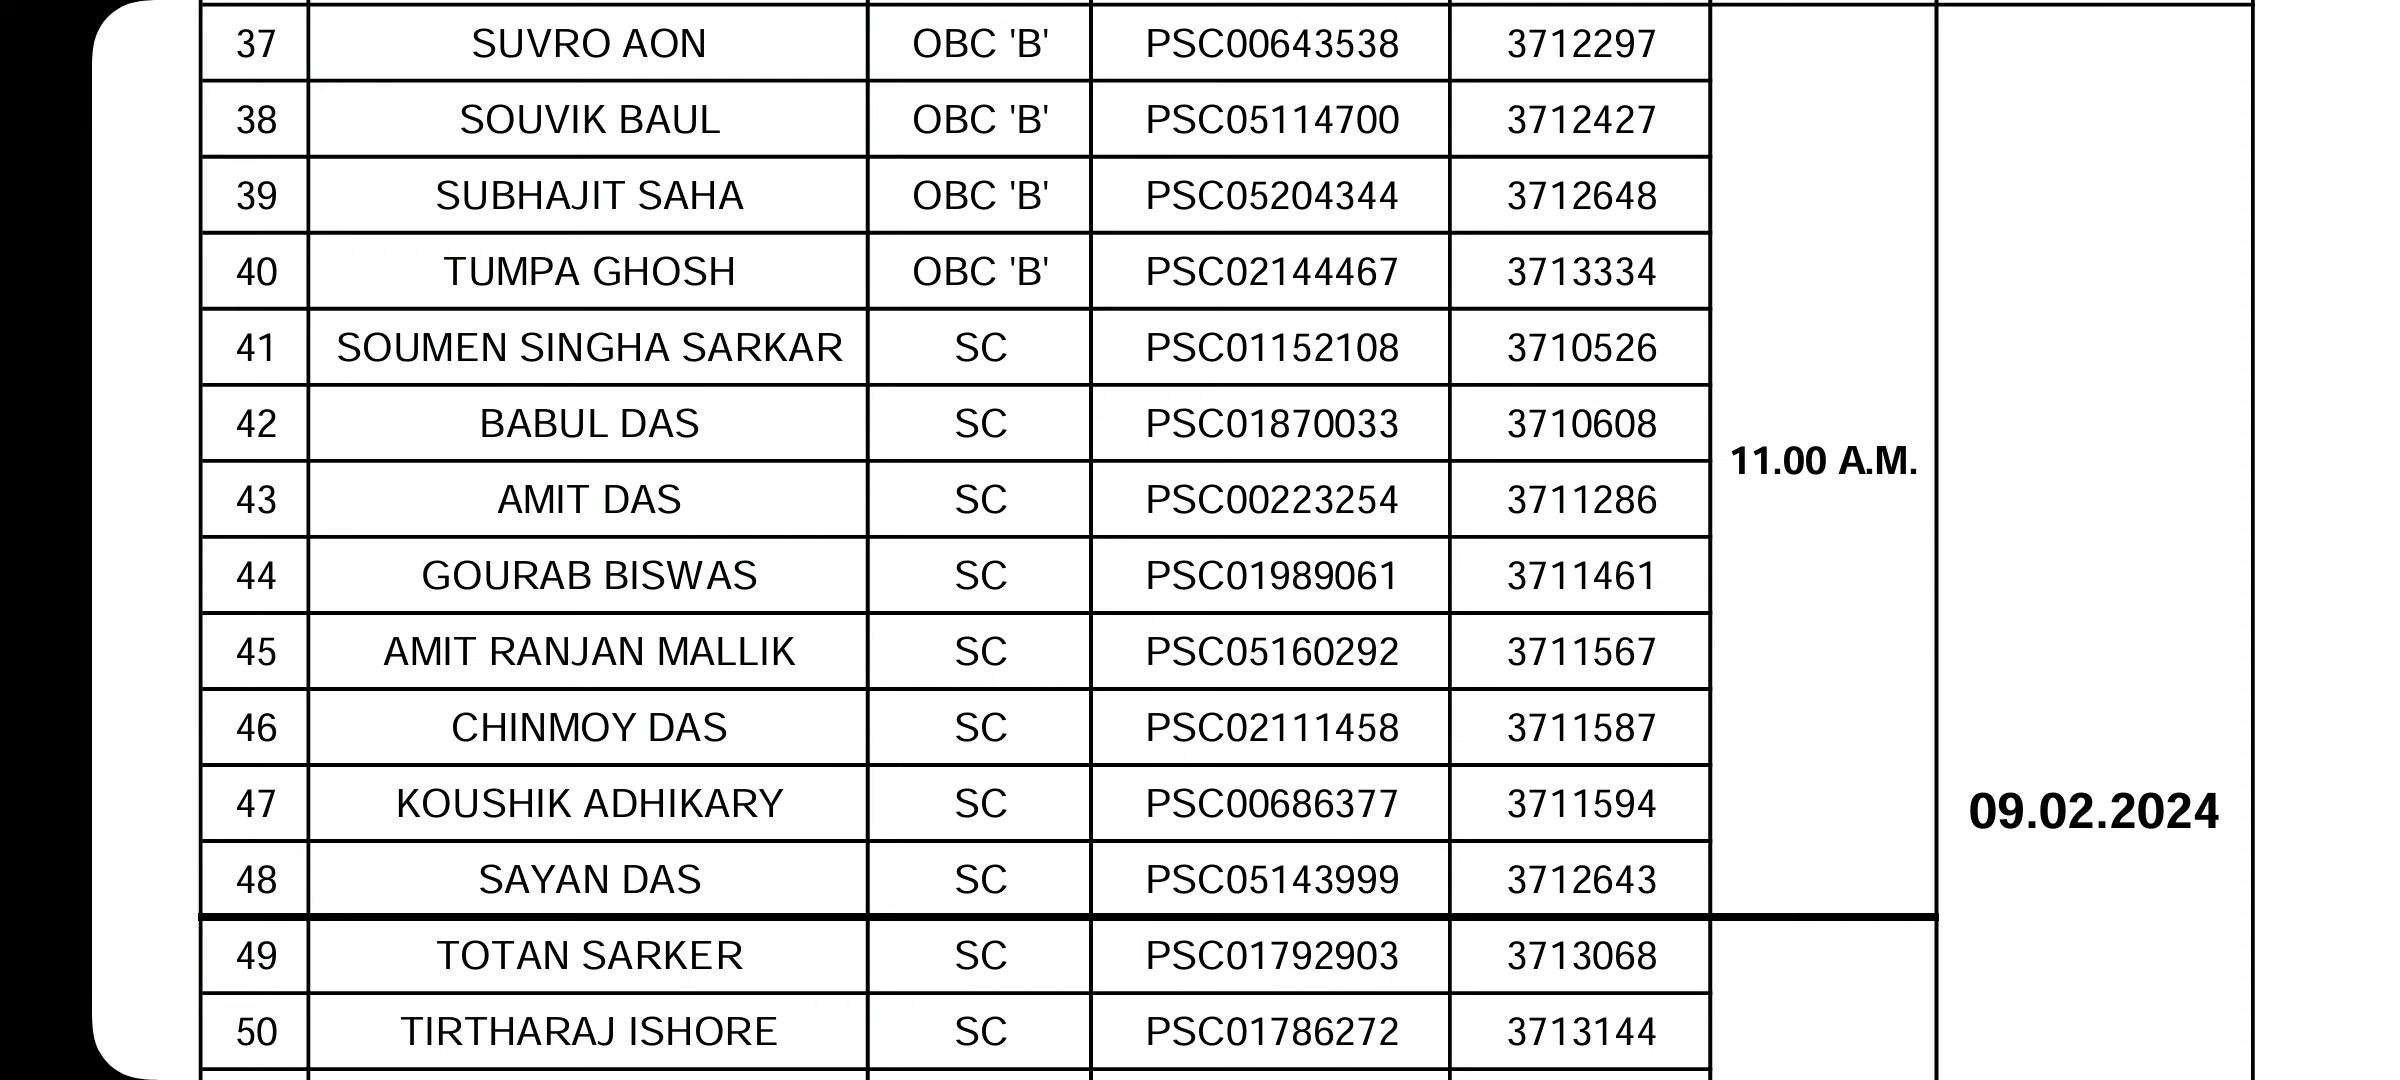 37 SUVRO AON OBC 'B' PSC00643538 3712297
38 SOUVIK BAUL OBC 'B' PSC05114700 3712427
39 SUBHAJIT SAHA OBC 'B' PSC05204344 3712648
40 TUMPA GHOSH OBC 'B' PSC02144467 3713334
41 SOUMEN SINGHA SARKAR SC PSC01152108 3710526
42 BABUL DAS SC PSC01870033 3710608
11.00 A.M.
43 AMIT DAS SC PSC00223254 3711286
44 GOURAB BISWAS SC PSC01989061 3711461
45 AMIT RANJAN MALLIK SC PSC05160292 3711567
46 CHINMOY DAS SC PSC02111458 3711587
47 KOUSHIK ADHIKARY SC PSC00686377 3711594
09.02.2024
48 SAYAN DAS SC PSC05143999 3712643
49 TOTAN SARKER SC PSC01792903 3713068
50 TIRTHARAJ ISHORE SC PSC01786272 3713144